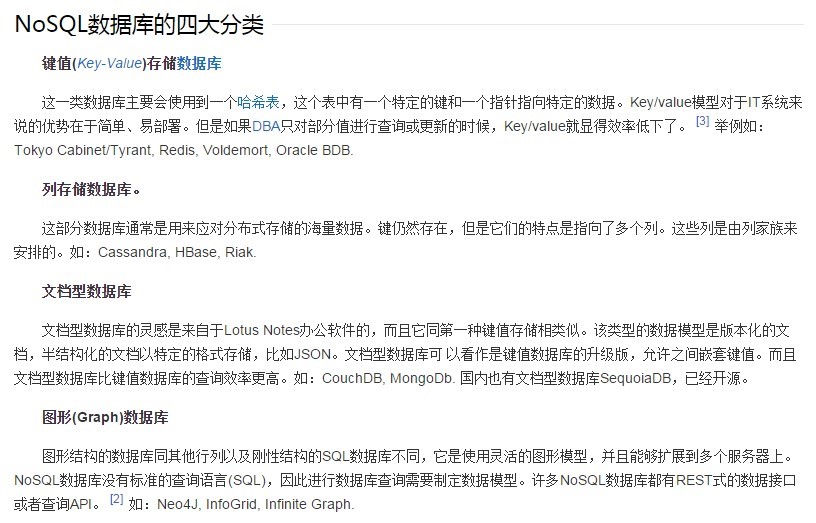 NoSQL数据库的四大分类
键值(Key-Value)存储数据库
这一类数据库主要会使用到一个哈希表，这个表中有一个特定的键和一个指针指向特定的数据。Key/value模型对于IT系统来
说的优势在于简单、易部署。但是如果DBA只对部分值进行查询或更新的时候，Key/value就显得效率低下了。 [3] 举例如：
Tokyo Cabinet/Tyrant, Redis, Voldemort, Oracle BDB.
列存储数据库。
这部分数据库通常是用来应对分布式存储的海量数据。键仍然存在，但是它们的特点是指向了多个列。这些列是由列家族来
安排的。如：Cassandra, HBase, Riak.
文档型数据库
文档型数据库的灵感是来自于Lotus Notes办公软件的，而且它同第一种键值存储相类似。该类型的数据模型是版本化的文
档，半结构化的文档以特定的格式存储，比如JSON。文档型数据库可 以看作是键值数据库的升级版，允许之间嵌套键值。而且
文档型数据库比键值数据库的查询效率更高。如：CouchDB, MongoDb. 国内也有文档型数据库SequoiaDB，已经开源。
图形(Graph)数据库
图形结构的数据库同其他行列以及刚性结构的SQL数据库不同，它是使用灵活的图形模型，并且能够扩展到多个服务器上。
NoSQL数据库没有标准的查询语言(SQL)，因此进行数据库查询需要制定数据模型。许多NoSQL数据库都有REST式的数据接口
或者查询API。 [2] 如：Neo4J, InfoGrid, Infinite Graph.